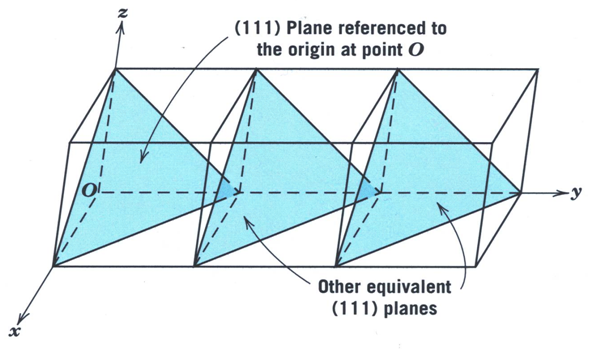 z
(111) Plane referenced to
the origin at point O
O
y
Other equivalent
(111) planes
x